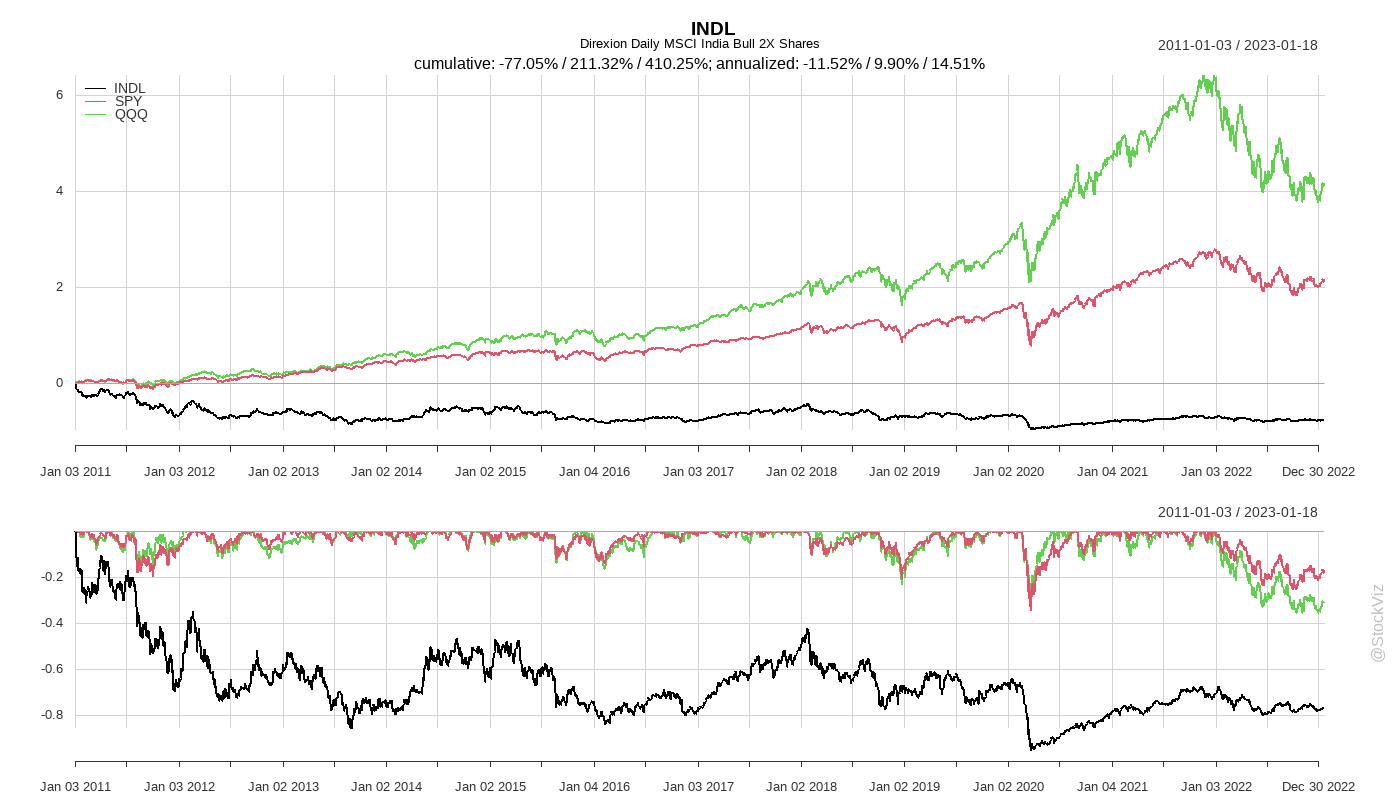 INDL
Direxion Daily MSCI India Bull 2X Shares
2011-01-03 / 2023-01-18
cumulative: -77.05% / 211.32% / 410.25%; annualized: -11.52% / 9.90% / 14.51%
INDL
SPY
QQQ
6
4
2
0
Jan 03 2011 Jan 03 2012 Jan 02 2013 Jan 02 2014 Jan 02 2015 Jan 04 2016 Jan 03 2017 Jan 02 2018 Jan 02 2019 Jan 02 2020 Jan 04 2021 Jan 03 2022 Dec 30 2022
2011-01-03 / 2023-01-18
-0.2
-0.4
-0.6
-0.8
Jan 03 2011 Jan 03 2012 Jan 02 2013 Jan 02 2014 Jan 02 2015 Jan 04 2016 Jan 03 2017 Jan 02 2018 Jan 02 2019 Jan 02 2020 Jan 04 2021 Jan 03 2022 Dec 30 2022
@StockViz